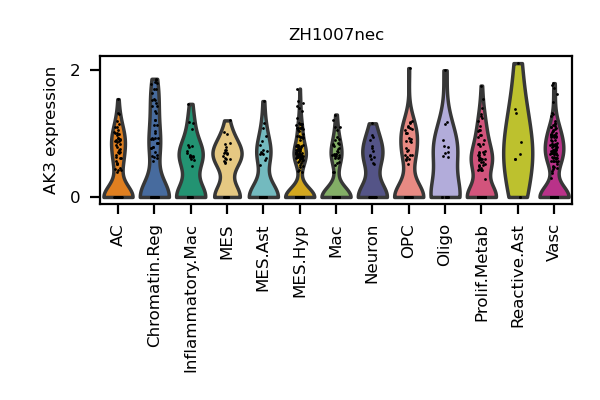 ZH1007nec
AK3 expression
2
0
AC
Chromatin.Reg
Inflammatory.Mac
MES
MES.Ast
MES.Hyp
Mac
Neuron
OPC
Oligo
Prolif.Metab
Reactive.Ast
Vasc